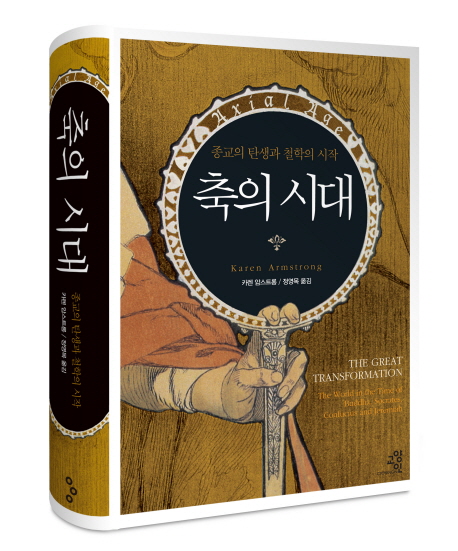 Axial Age
축의 시대
종교의 탄생과 철학의 시작
카렌 암스트롱 / 정영목 옮김
Axial Age
종교의 탄생과 철학의 시작
축의 시대
Karen Armstrong
카렌 암스트롱 / 정영목 옮김
THE GREAT
TRANSFORMATION
The World in the Time of
Buddha, Socrates,
Confucius and Jeremiah
교양인